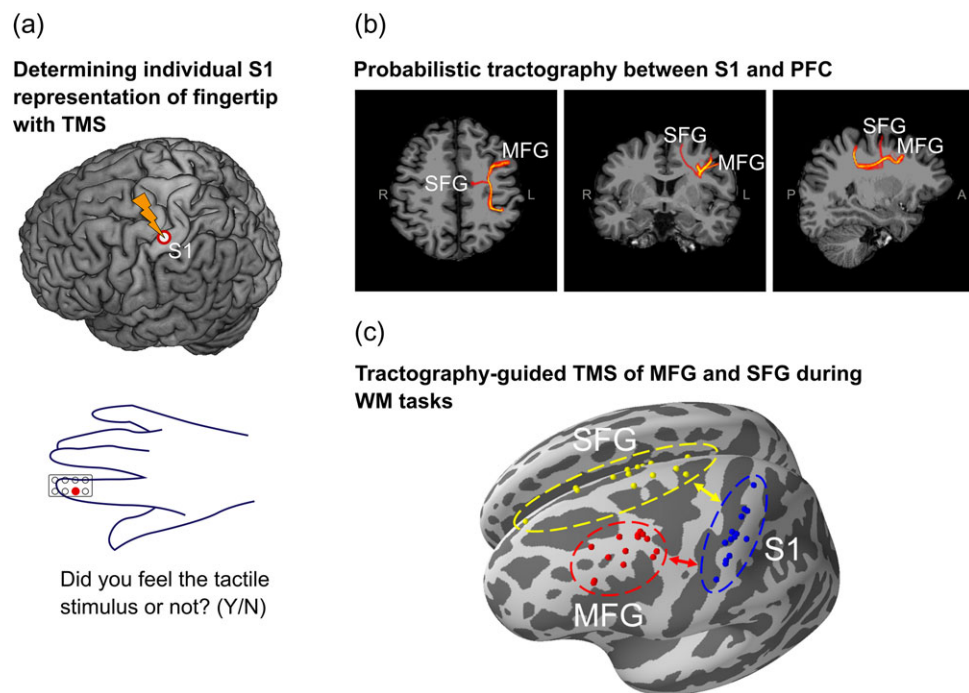 (a)
Determining individual S1
representation of fingertip
with TMS
S1
Did you feel the tactile
stimulus or not? (Y/N)
(b)
Probabilistic tractography between S1 and PFC
MFG
SFG
R
L
SFG
MFG
R
L
SFG
MFG
P
A
(c)
Tractography-guided TMS of MFG and SFG during
WM tasks
SFG
S1
MFG